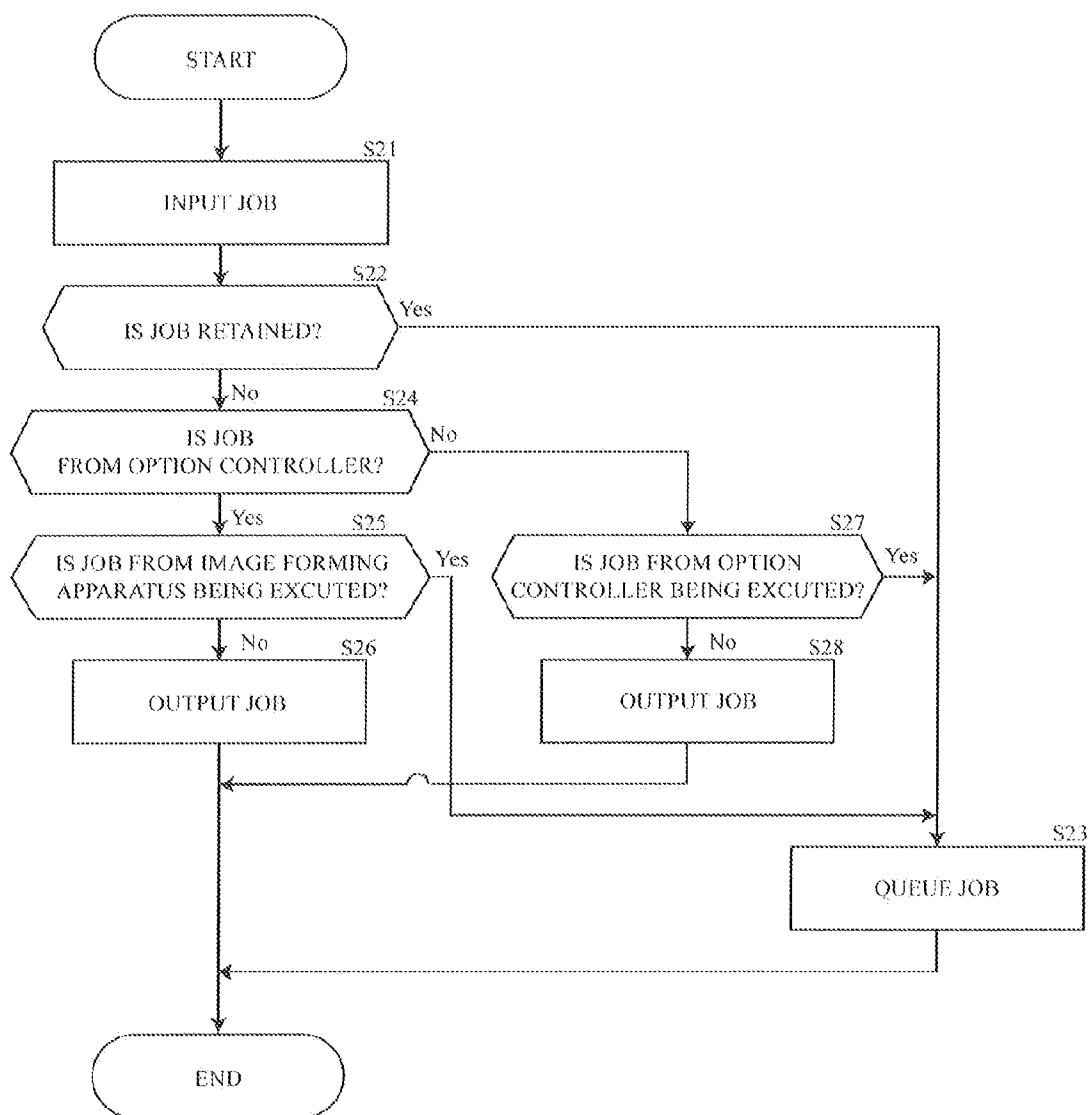 START
S21
INPUT JOB
S22
IS JOB RETAINED?
Yes
No
S24
IS JOB
FROM OPTION CONTROLLER?
No
Yes
S25
IS JOB FROM IMAGE FORMING
APPARATUS BEING EXCUTED?
Yes
S27
IS JOB FROM OPTION
CONTROLLER BEING EXCUTED?
Yes
No
S26
OUTPUT JOB
No
S28
OUTPUT JOB
S23
QUEUE JOB
END